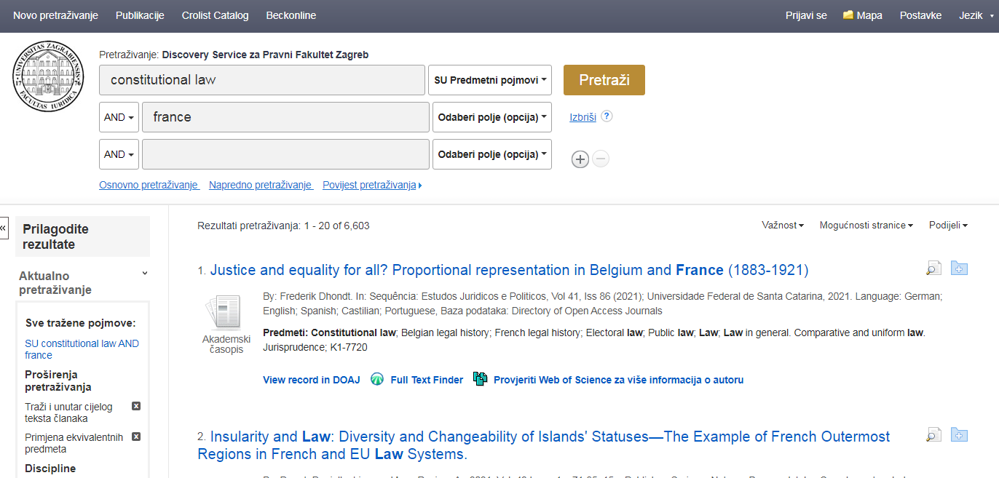 Novo pretraživanje Publikacije Crolist Catalog Beckonline Prijavi se Mapa Postavke Jezik
UNIVERSITAS ZAGRABIENSIS
17 76
FACULTAS IURIDICA
Pretraživanje: Discovery Service za Pravni Fakultet Zagreb
constitutional law SU Predmetni pojmovi Pretraži
AND france Odaberi polje (opcija) Izbriši ?
AND Odaberi polje (opcija)
Osnovno pretraživanje Napredno pretraživanje Povijest pretraživanja
«
Prilagodite
rezultate
Aktualno
pretraživanje
Sve tražene pojmove:
SU constitutional law AND
france
Proširenja
pretraživanja
Traži i unutar cijelog
teksta članaka
Primjena ekvivalentnih
predmeta
Discipline
Rezultati pretraživanja: 1 - 20 of 6,603 Važnost Mogućnosti stranice Podijeli
1. Justice and equality for all? Proportional representation in Belgium and France (1883-1921)
Akademski
časopis
By: Frederik Dhondt. In: Sequência: Estudos Juridicos e Politicos, Vol 41, Iss 86 (2021); Universidade Federal de Santa Catarina, 2021. Language: German;
English; Spanish; Castilian; Portuguese, Baza podataka: Directory of Open Access Journals
Predmeti: Constitutional law; Belgian legal history; French legal history; Electoral law; Public law; Law; Law in general. Comparative and uniform law.
Jurisprudence; K1-7720
View record in DOAJ Full Text Finder Provjeriti Web of Science za više informacija o autoru
2. Insularity and Law: Diversity and Changeability of Islands' Statuses—The Example of French Outermost
Regions in French and EU Law Systems.